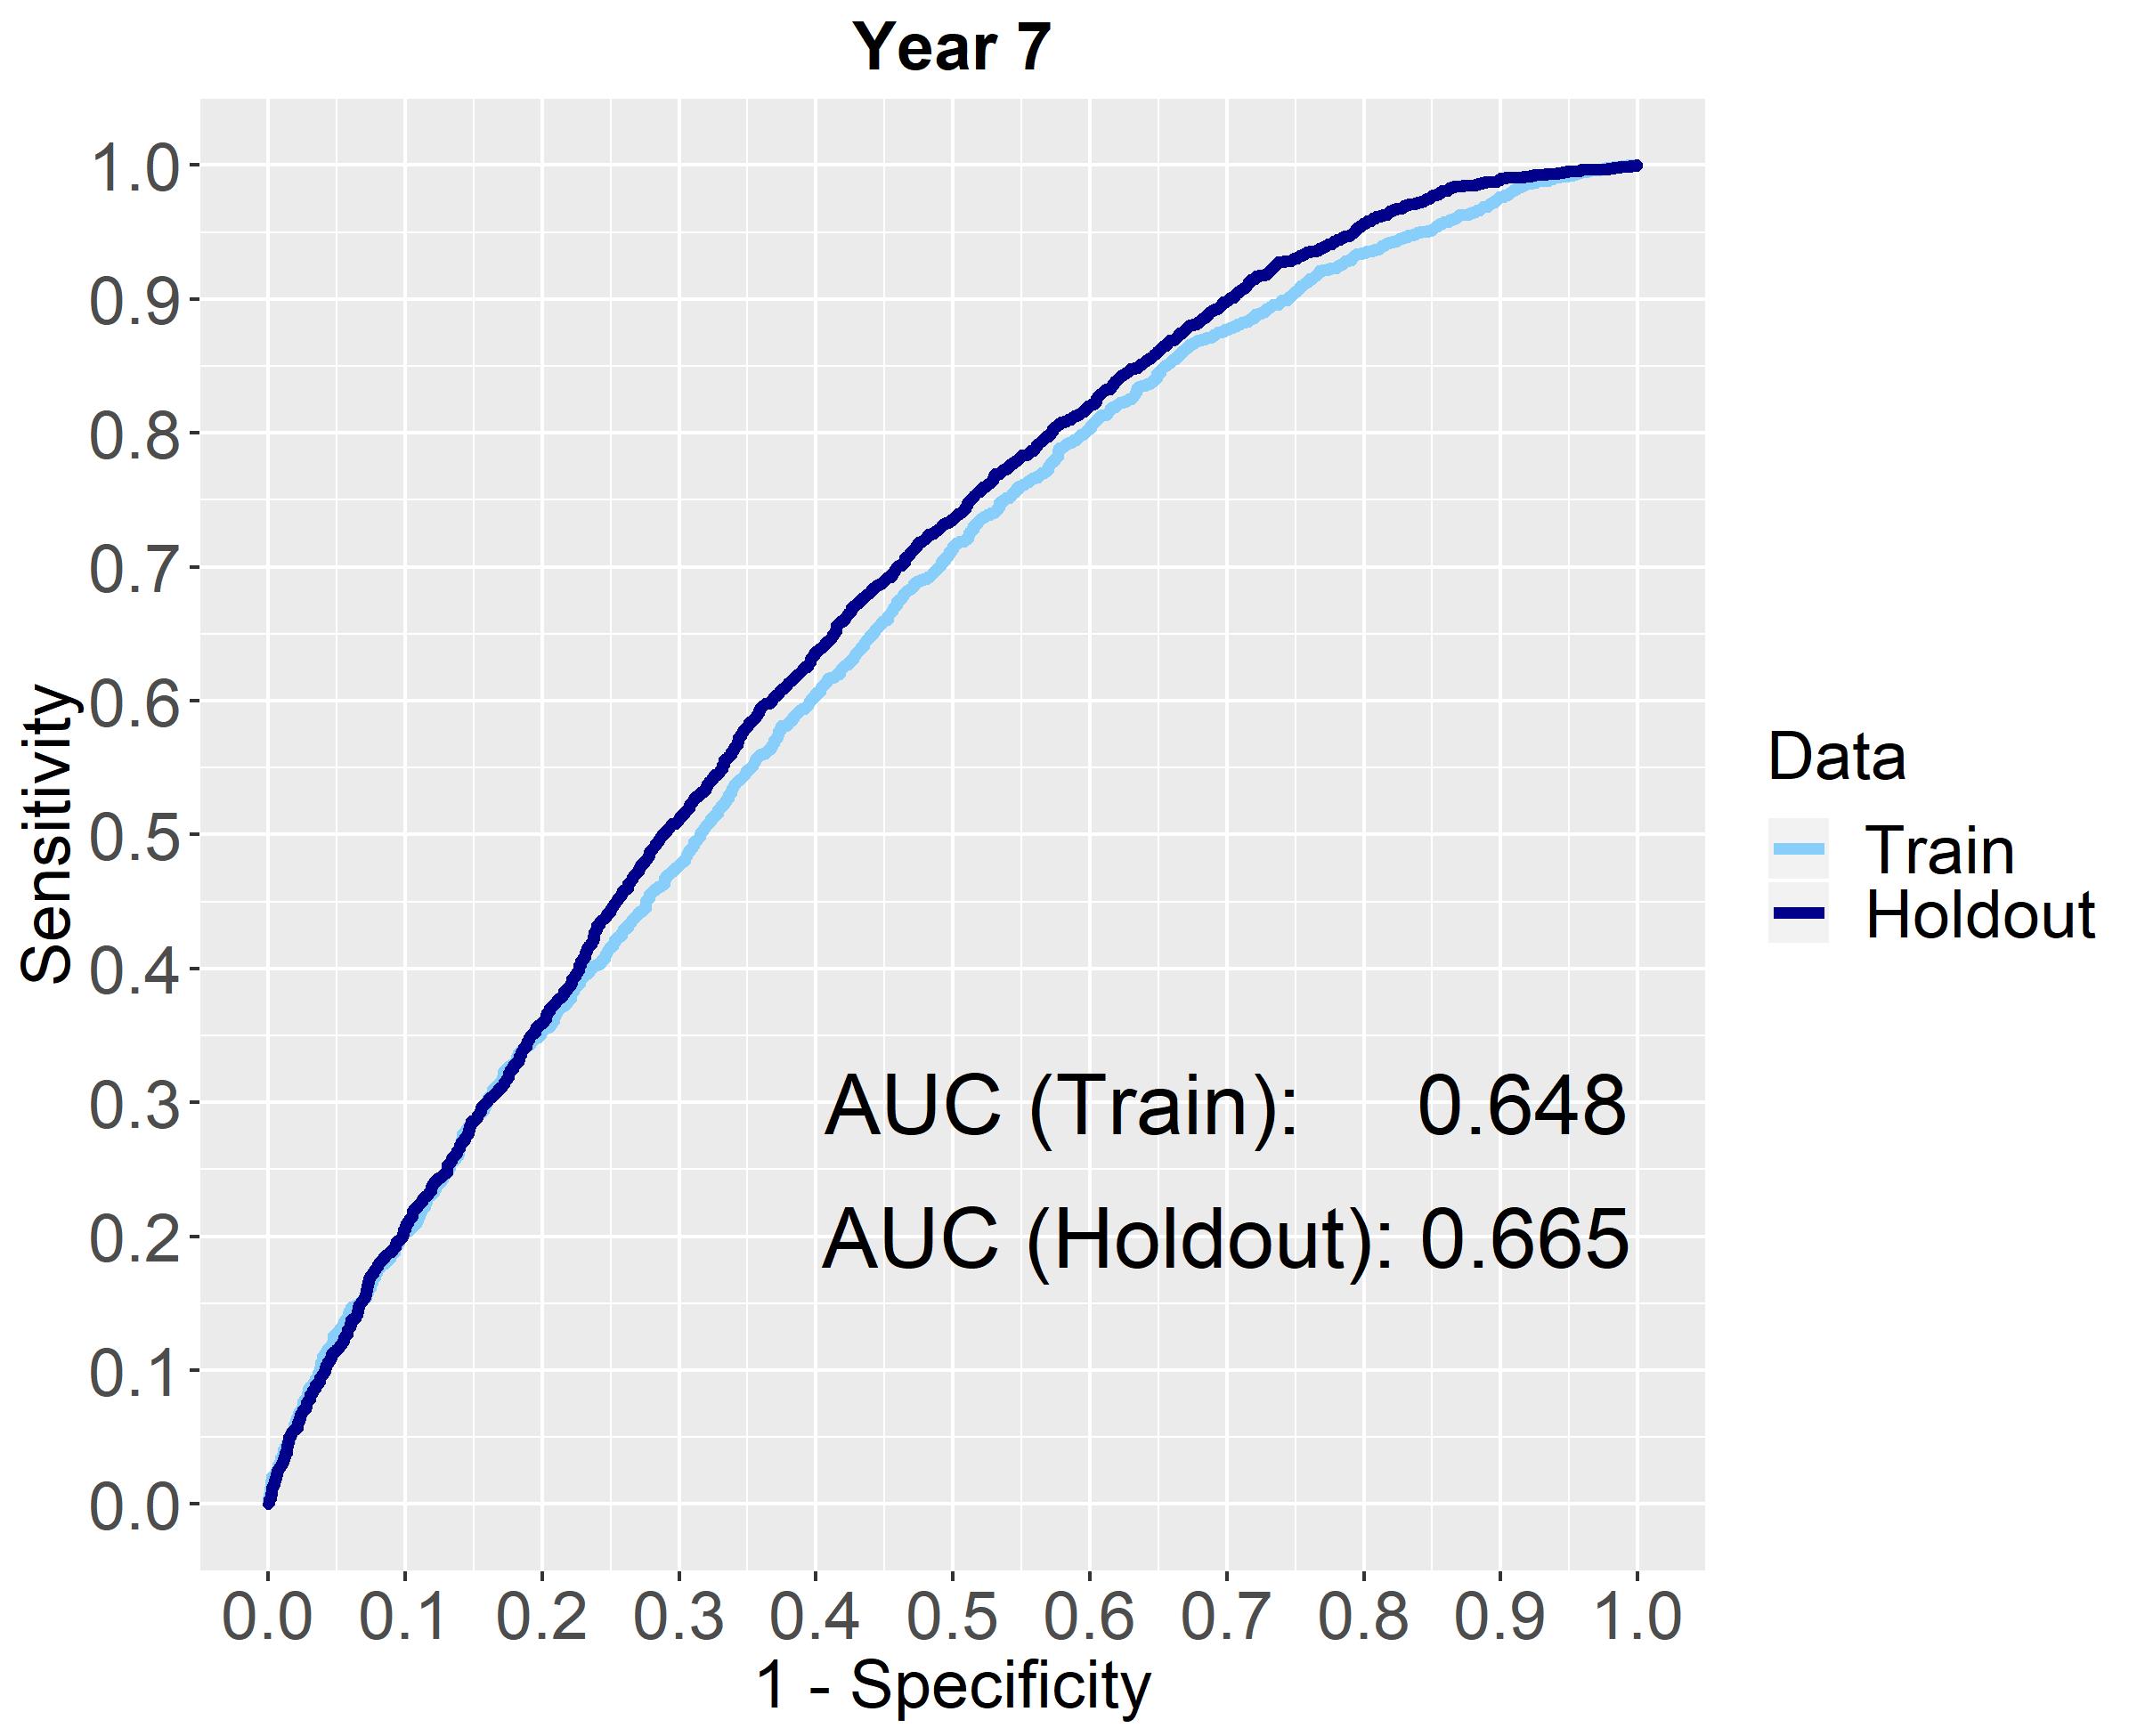 Year 7
1.0
0.9
0.8
0.7
0.6
0.5
0.4
0.3
0.2
0.1
0.0
Sensitivity
AUC (Train): 0.648
AUC (Holdout): 0.665
0.0 0.1 0.2 0.3 0.4 0.5 0.6 0.7 0.8 0.9 1.0
1 - Specificity
Data
Train
Holdout